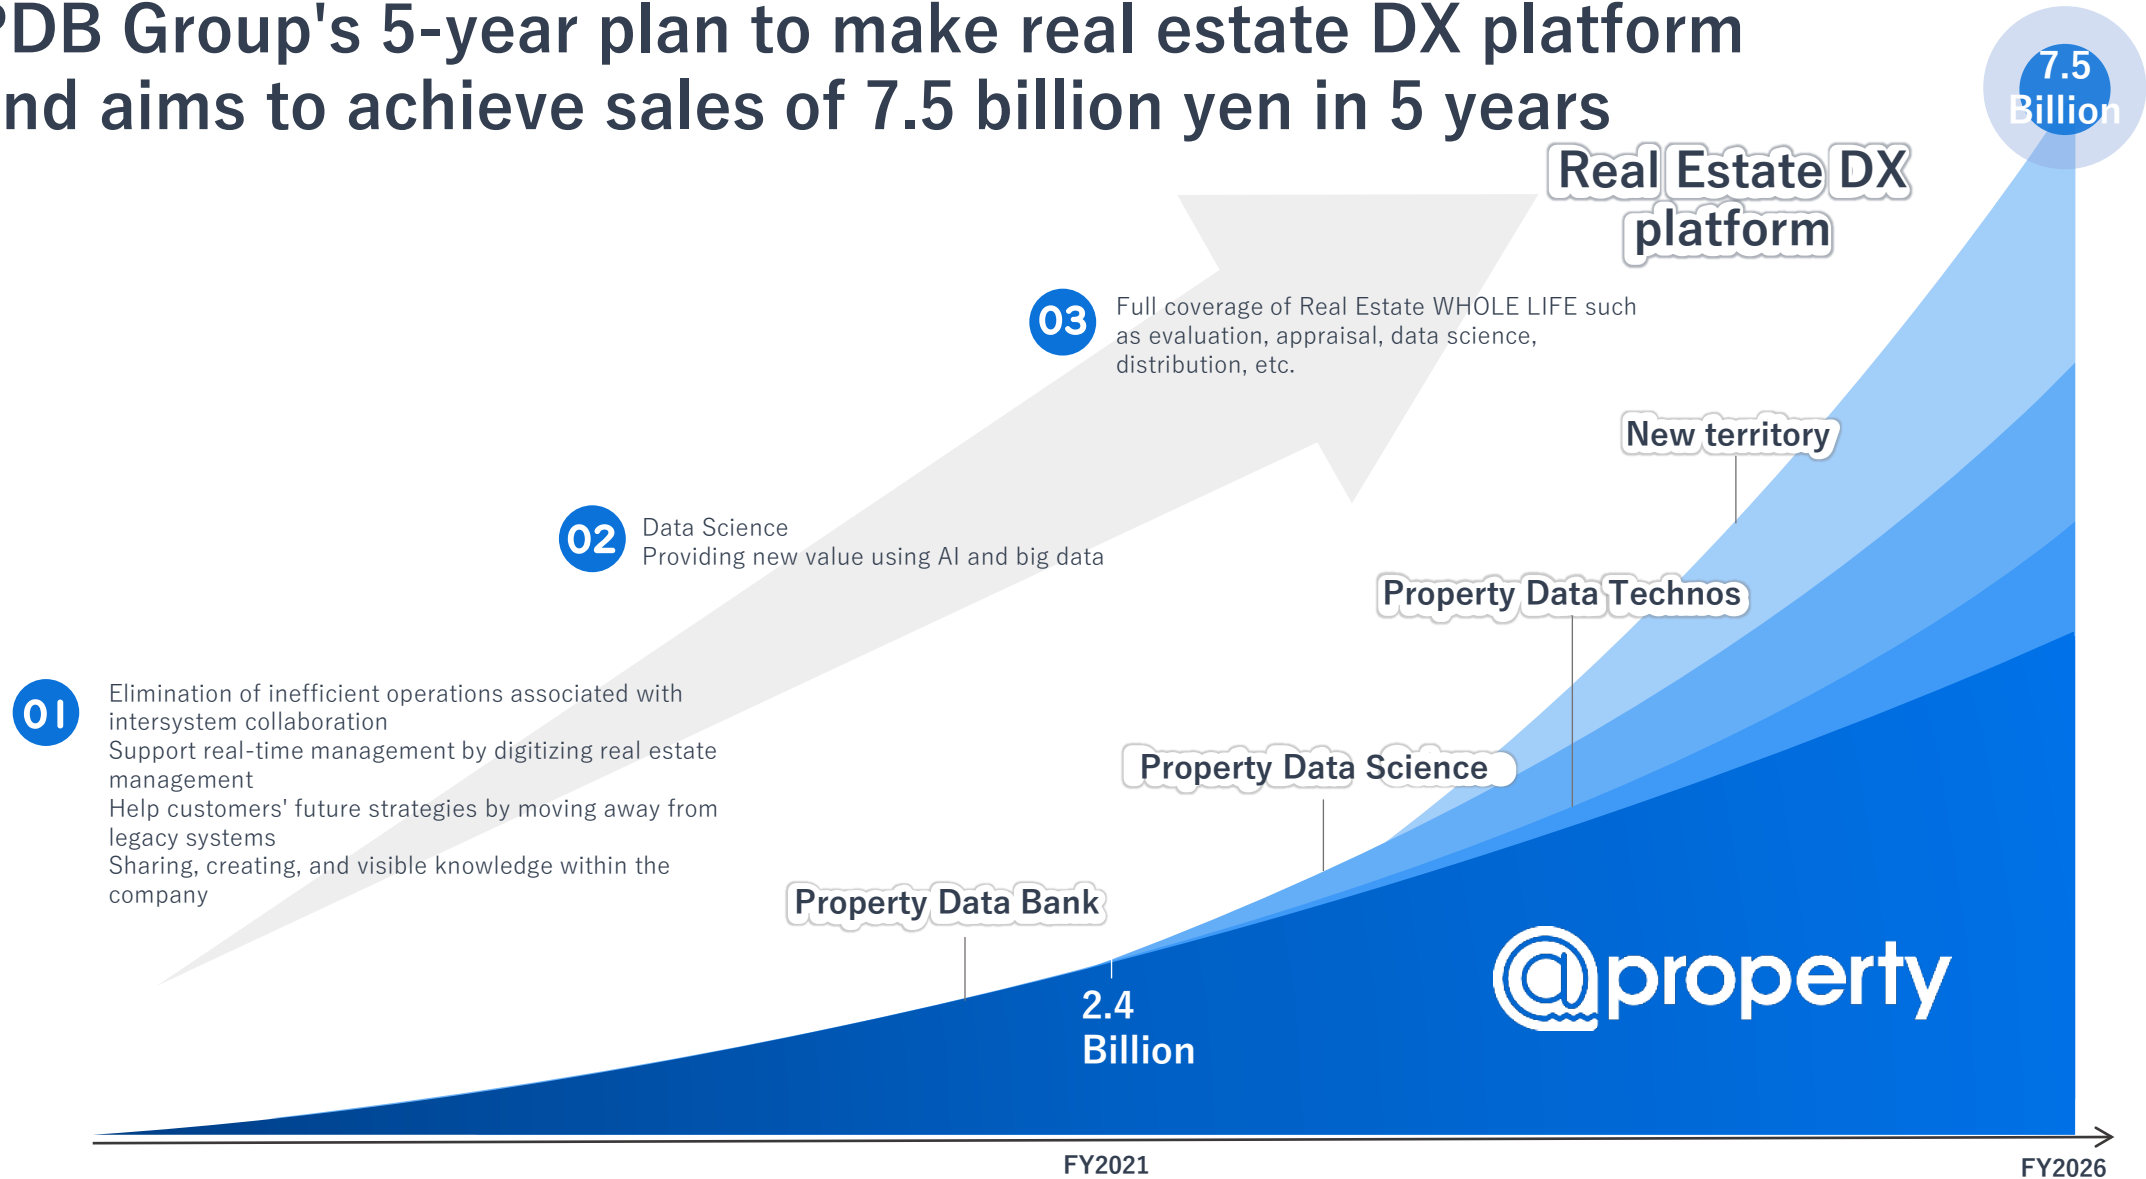 PDB Group's 5-year plan to make real estate DX platform
nd aims to achieve sales of 7.5 billion yen in 5 years
7.5
Billion
Real Estate DX
platform
03
Full coverage of Real Estate WHOLE LIFE such
as evaluation, appraisal, data science,
distribution, etc.
New territory
02
Data Science
Providing new value using AI and big data
Property Data Technos
01
Elimination of inefficient operations associated with
intersystem collaboration
Support real-time management by digitizing real estate
management
Help customers' future strategies by moving away from
legacy systems
Sharing, creating, and visible knowledge within the
company
Property Data Science
Property Data Bank
@property
2.4
Billion
FY2021
FY2026